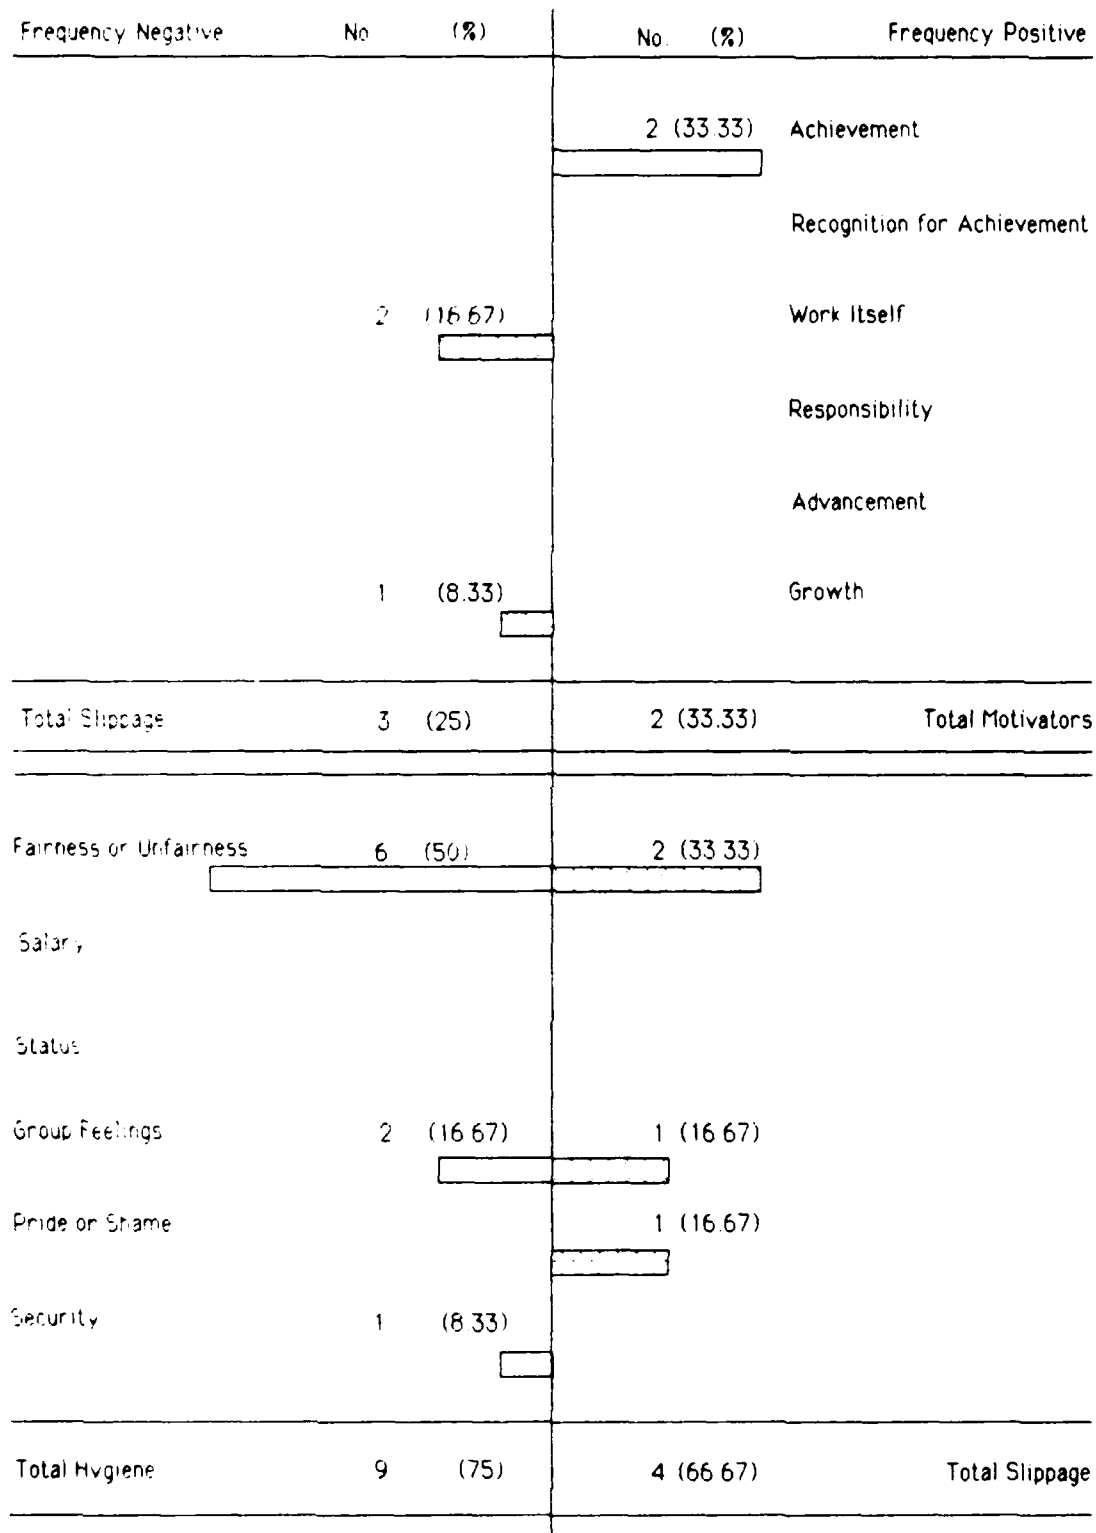 Frequency Negative No (%) No. (%) Frequency Positive
2 (33.33) Achievement
Recognition for Achievement
2 (16.67) Work Itself
Responsibility
Advancement
1 (8.33) Growth
Total Slippage 3 (25) 2 (33.33) Total Motivators
Fairness or Unfairness 6 (50) 2 (33.33)
Salary
Status
Group Feelings 2 (16.67) 1 (16.67)
Pride or Shame 1 (16.67)
Security 1 (8.33)
Total Hygiene 9 (75) 4 (66.67) Total Slippage